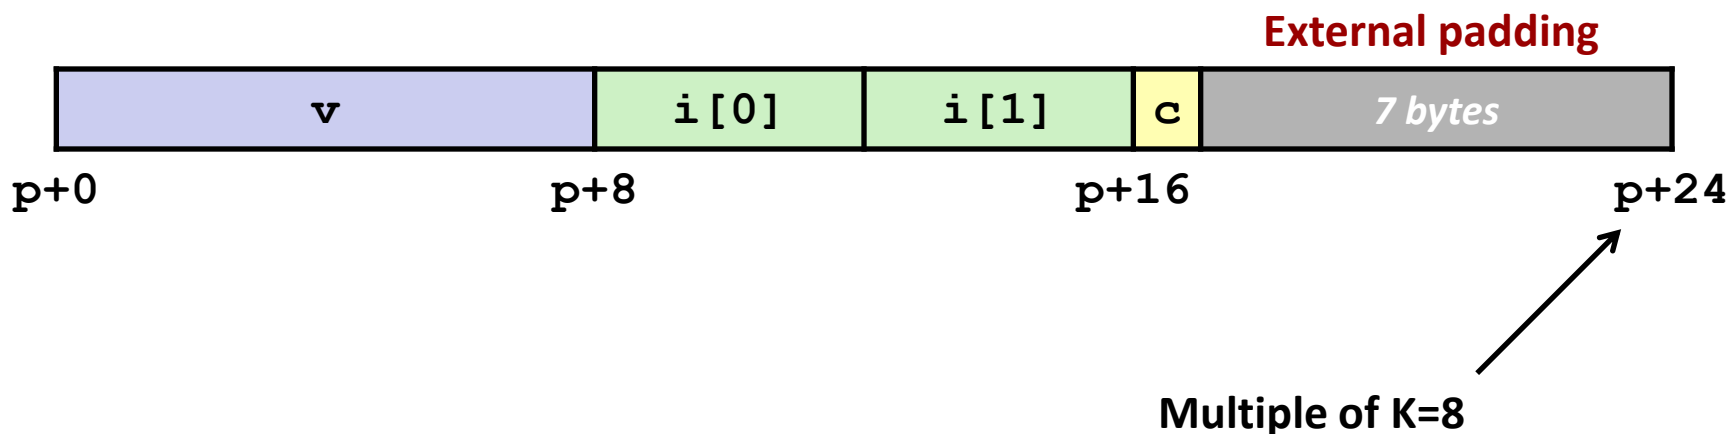 External padding
v i[0] i[1] c 7 bytes
p+0 p+8 p+16 p+24
Multiple of K=8